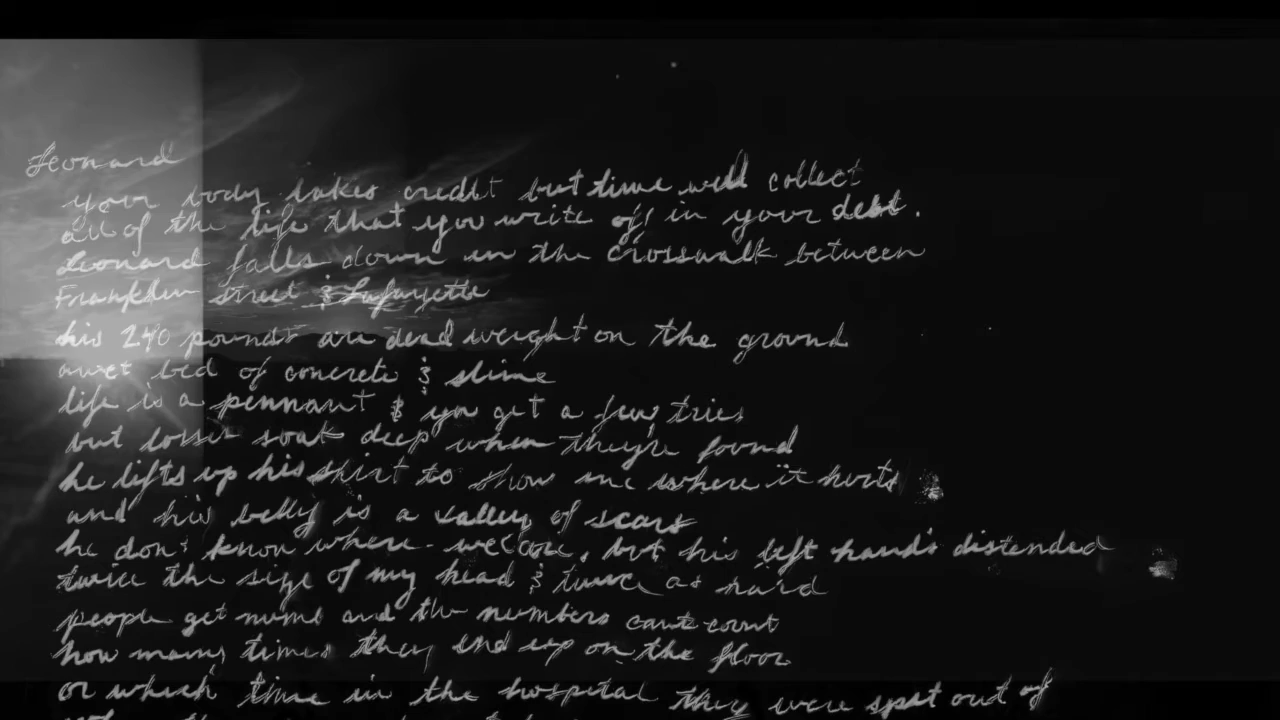 Leonard
your body takes credit but time will collect
all of the life that you write off in your debt.
Leonard falls down in the crosswalk between
Franklin street & Lafayette
his 240 pounds are dead weight on the ground
a wet bed of concrete & slime
life is a pennant & you get a few tries
but losses soak deep when they're found
he lifts up his shirt to show me where it hurts
and his belly is a valley of scars
he don't know where we are, but his left hand's distended
twice the size of my head & twice as hard
people get numb and the numbers can't count
how many times they end up on the floor
or which time in the hospital they were spat out of